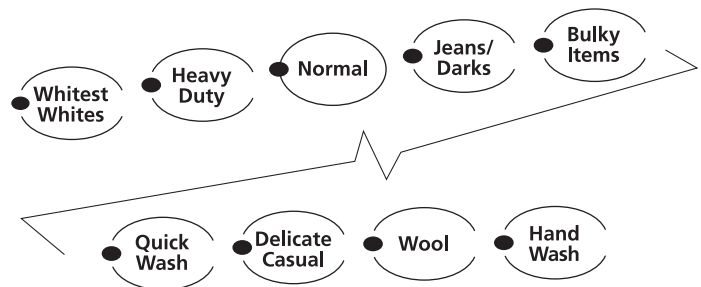 Whitest
Whites
Heavy
Duty
Normal
Jeans/
Darks
Bulky
Items
Quick
Wash
Delicate
Casual
Wool
Hand
Wash